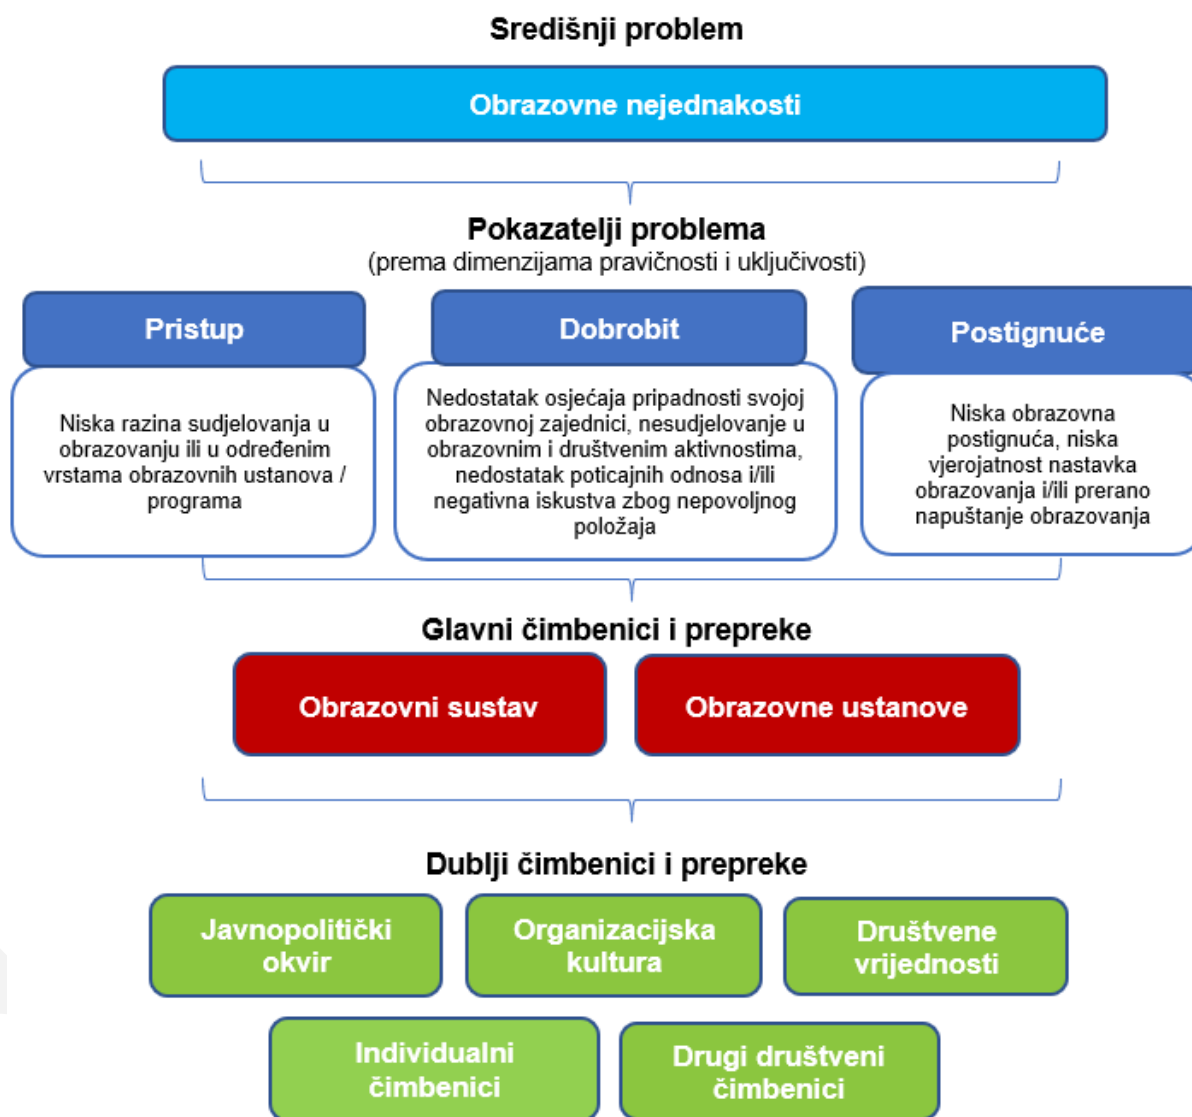 Središnji problem
Obrazovne nejednakosti
Pokazatelji problema
(prema dimenzijama pravičnosti i uključivosti)
Pristup
Niska razina sudjelovanja u
obrazovanju ili u određenim
vrstama obrazovnih ustanova /
programa
Dobrobit
Nedostatak osjećaja pripadnosti svojoj
obrazovnoj zajednici, nesudjelovanje u
obrazovnim i društvenim aktivnostima,
nedostatak poticajnih odnosa i/ili
negativna iskustva zbog nepovoljnog
položaja
Postignuće
Niska obrazovna
postignuća, niska
vjerojatnost nastavka
obrazovanja i/ili prerano
napuštanje obrazovanja
Glavni čimbenici i prepreke
Obrazovni sustav
Obrazovne ustanove
Dublji čimbenici i prepreke
Javnopolitički
okvir
Organizacijska
kultura
Društvene
vrijednosti
Individualni
čimbenici
Drugi društveni
čimbenici